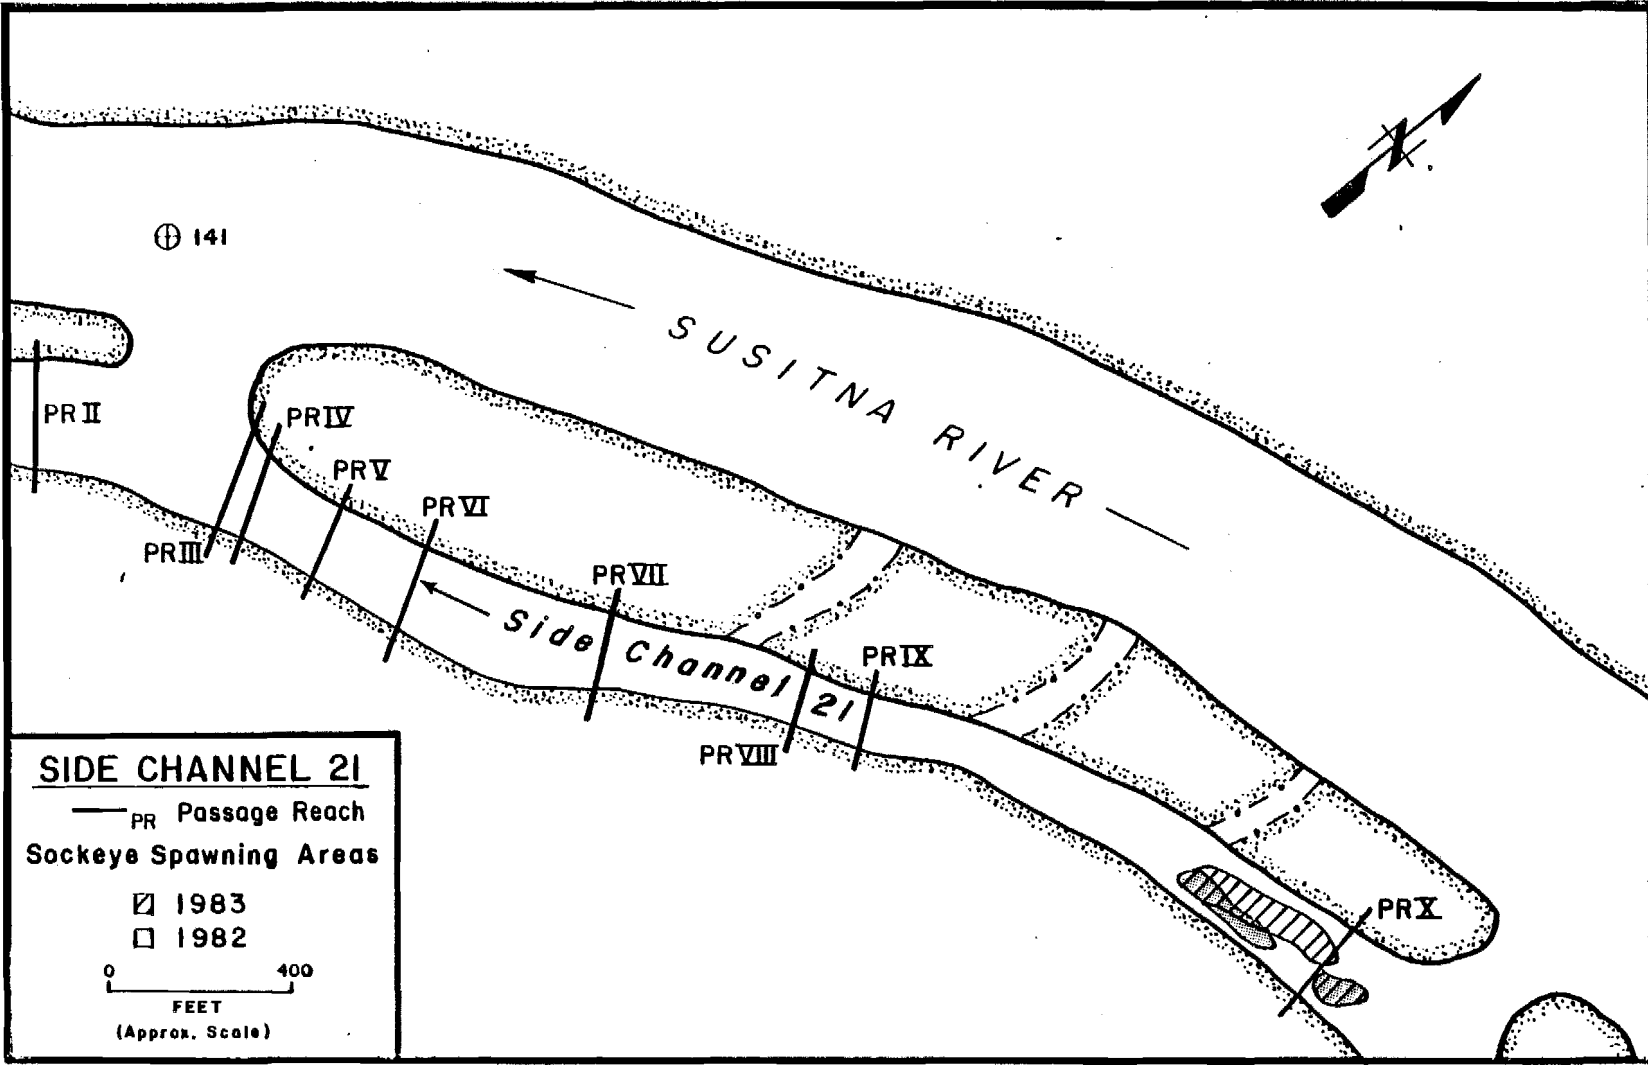 N
141
SUSITNA RIVER
PR II
PR IV
PR V
PR VI
PR III
PR VII
Side Channel 21
PR IX
PR VIII
PR X
SIDE CHANNEL 21
PR Passage Reach
Sockeye Spawning Areas
1983
1982
0 400
FEET
(Approx. Scale)